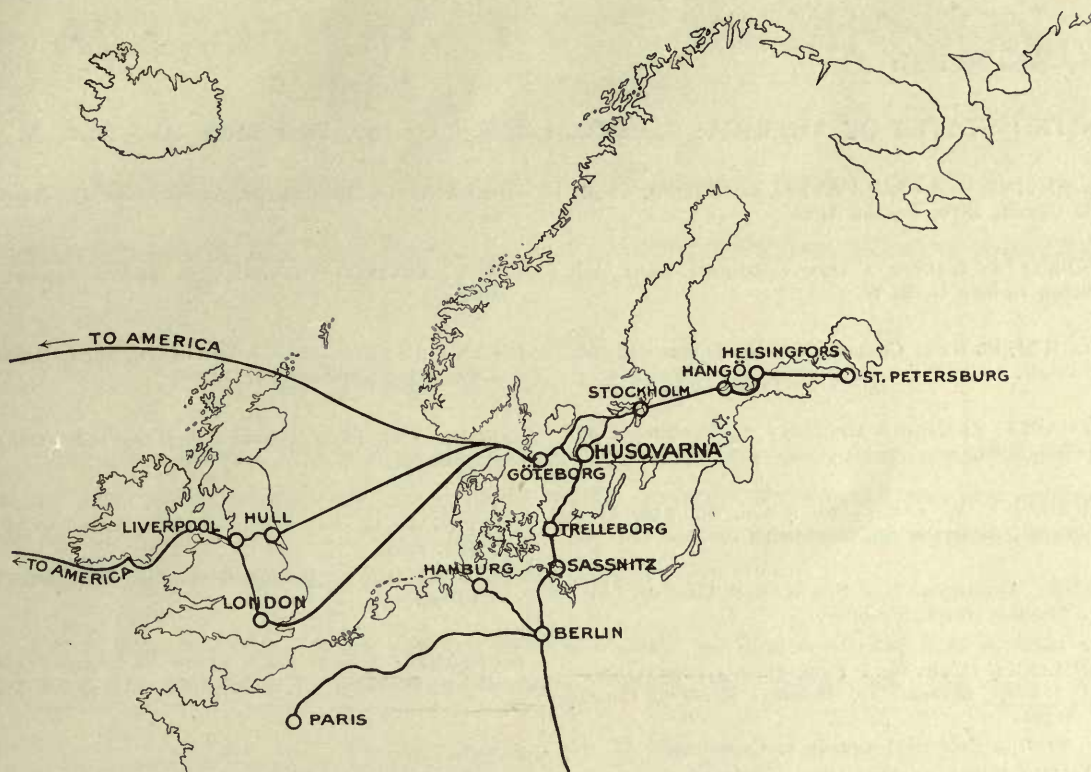 ← TO AMERICA
HELSINGFORS
HANGÖ
ST. PETERSBURG
STOCKHOLM
HUSQVARNA
GÖTEBORG
LIVERPOOL
HULL
TRELLEBORG
← TO AMERICA
HAMBURG
SASSNITZ
LONDON
BERLIN
PARIS